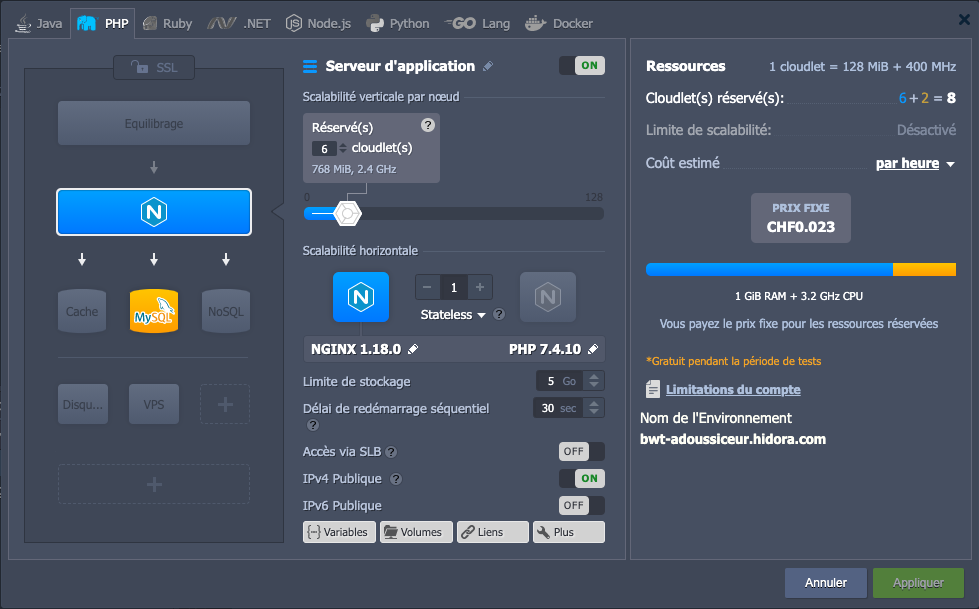 Java
PHP
Ruby
.NET
Node.js
Python
GO Lang
Docker
SSL
Equilibrage
Cache
MySQL
NoSQL
Disqu...
VPS
Serveur d'application
ON
Scalabilité verticale par nœud
Réservé(s) ?
6 cloudlet(s)
768 MiB, 2.4 GHz
0 128
Scalabilité horizontale
1
Stateless ?
NGINX 1.18.0 PHP 7.4.10
Limite de stockage 5 Go
Délai de redémarrage séquentiel 30 sec
?
Accès via SLB ? OFF
IPv4 Publique ? ON
IPv6 Publique OFF
Variables Volumes Liens Plus
Ressources 1 cloudlet = 128 MiB + 400 MHz
Cloudlet(s) réservé(s): 6 + 2 = 8
Limite de scalabilité: Désactivé
Coût estimé par heure
PRIX FIXE
CHF0.023
1 GiB RAM + 3.2 GHz CPU
Vous payez le prix fixe pour les ressources réservées
*Gratuit pendant la période de tests
Limitations du compte
Nom de l'Environnement
bwt-adoussiceur.hidora.com
Annuler Appliquer